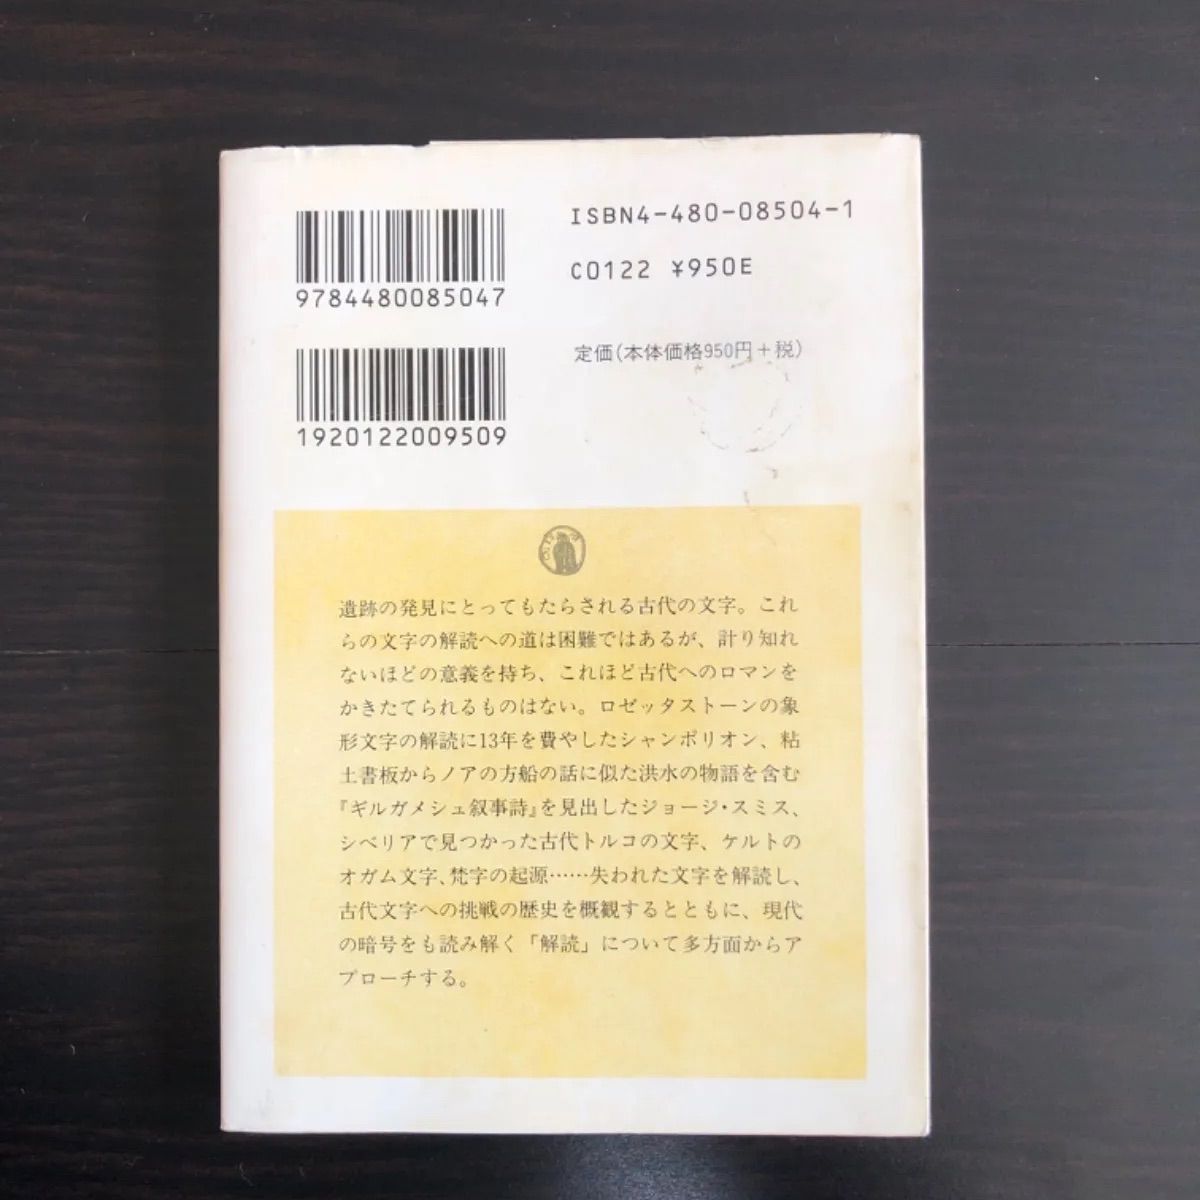 ISBN4-480-08504-1
C0122 ¥950E
9784480085047
定価(本体価格950円+税)
1920122009509
遺跡の発見にとってもたらされる古代の文字。これ
らの文字の解読への道は困難ではあるが、計り知れ
ないほどの意義を持ち、これほど古代へのロマンを
かきたてられるものはない。ロゼッタストーンの象
形文字の解読に13年を費やしたシャンポリオン、粘
土書板からノアの方船の話に似た洪水の物語を含む
『ギルガメシュ叙事詩』を見出したジョージ・スミス、
シベリアで見つかった古代トルコの文字、ケルトの
オガム文字、梵字の起源……失われた文字を解読し、
古代文字への挑戦の歴史を概観するとともに、現代
の暗号をも読み解く「解読」について多方面からア
プローチする。